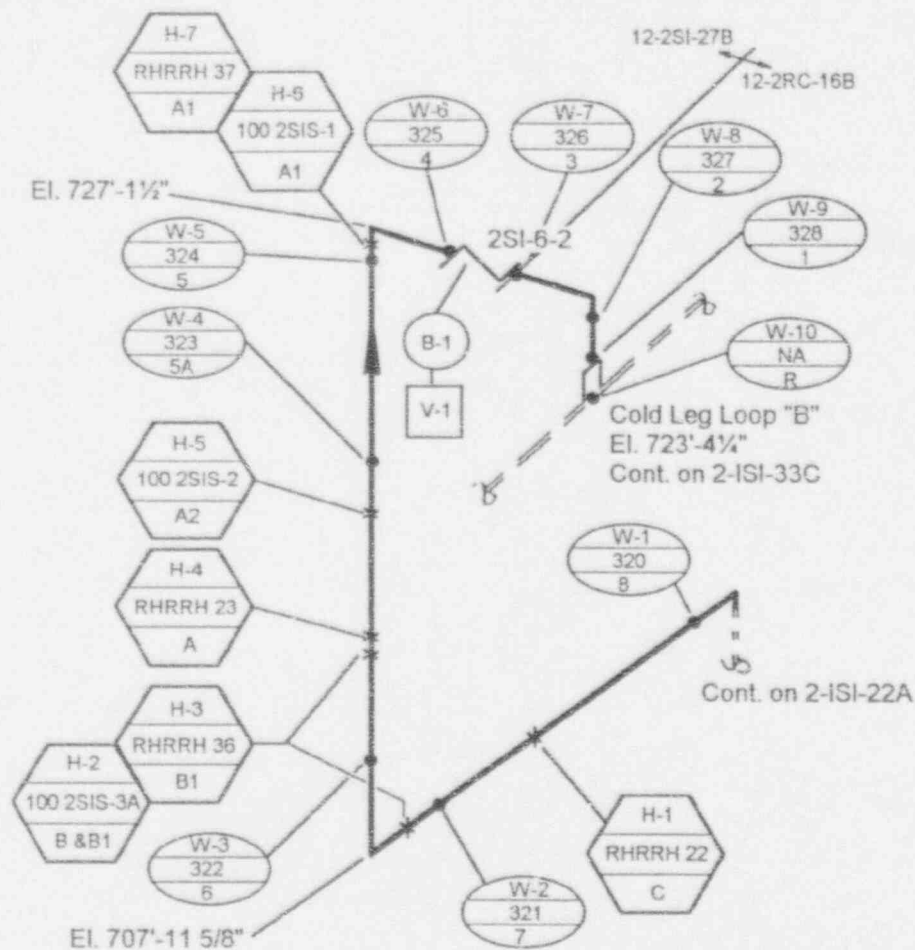 H-7
RHRRH 37
A1
H-6
100 2SIS-1
A1
W-6
325
4
W-7
326
3
12-2SI-27B
12-2RC-16B
W-8
327
2
El. 727'-1½"
W-5
324
5
2SI-6-2
W-9
328
1
W-4
323
5A
B-1
V-1
W-10
NA
R
Cold Leg Loop "B"
El. 723'-4¼"
Cont. on 2-ISI-33C
H-5
100 2SIS-2
A2
W-1
320
8
H-4
RHRRH 23
A
Cont. on 2-ISI-22A
H-3
RHRRH 36
B1
H-2
100 2SIS-3A
B &B1
W-3
322
6
H-1
RHRRH 22
C
W-2
321
7
El. 707'-11 5/8"